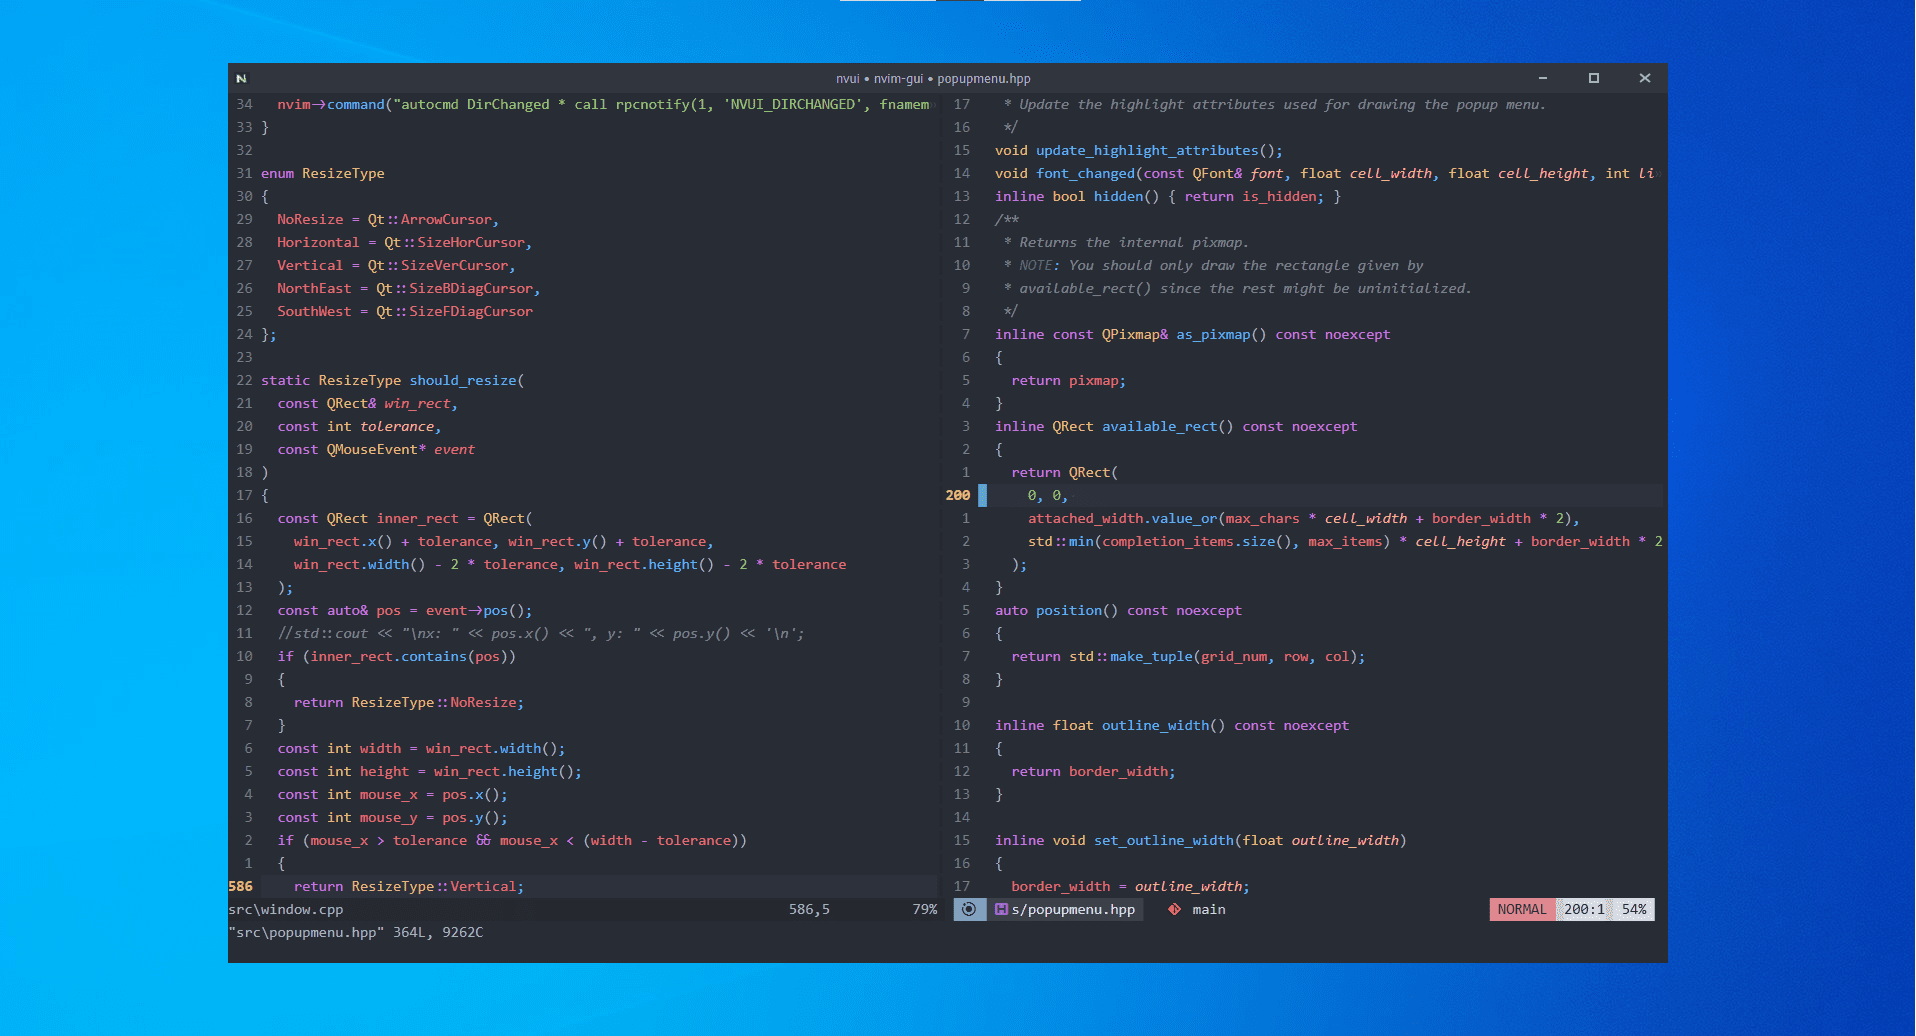 nvui • nvim-gui • popupmenu.hpp
34   nvim->command("autocmd DirChanged * call rpcnotify(1, 'NVUI_DIRCHANGED', fnamem
33 }
32
31 enum ResizeType
30 {
29   NoResize = Qt::ArrowCursor,
28   Horizontal = Qt::SizeHorCursor,
27   Vertical = Qt::SizeVerCursor,
26   NorthEast = Qt::SizeBDiagCursor,
25   SouthWest = Qt::SizeFDiagCursor
24 };
23
22 static ResizeType should_resize(
21   const QRect& win_rect,
20   const int tolerance,
19   const QMouseEvent* event
18 )
17 {
16   const QRect inner_rect = QRect(
15     win_rect.x() + tolerance, win_rect.y() + tolerance,
14     win_rect.width() - 2 * tolerance, win_rect.height() - 2 * tolerance
13   );
12   const auto& pos = event->pos();
11   //std::cout << "\nx: " << pos.x() << ", y: " << pos.y() << '\n';
10   if (inner_rect.contains(pos))
9   {
8     return ResizeType::NoResize;
7   }
6   const int width = win_rect.width();
5   const int height = win_rect.height();
4   const int mouse_x = pos.x();
3   const int mouse_y = pos.y();
2   if (mouse_x > tolerance && mouse_x < (width - tolerance))
1   {
586     return ResizeType::Vertical;
src\window.cpp 586,5 79%
17    * Update the highlight attributes used for drawing the popup menu.
16    */
15   void update_highlight_attributes();
14   void font_changed(const QFont& font, float cell_width, float cell_height, int li
13   inline bool hidden() { return is_hidden; }
12   /**
11    * Returns the internal pixmap.
10    * NOTE: You should only draw the rectangle given by
9    * available_rect() since the rest might be uninitialized.
8    */
7   inline const QPixmap& as_pixmap() const noexcept
6   {
5     return pixmap;
4   }
3   inline QRect available_rect() const noexcept
2   {
1     return QRect(
200       0, 0,
1       attached_width.value_or(max_chars * cell_width + border_width * 2),
2       std::min(completion_items.size(), max_items) * cell_height + border_width * 2
3     );
4   }
5   auto position() const noexcept
6   {
7     return std::make_tuple(grid_num, row, col);
8   }
9
10   inline float outline_width() const noexcept
11   {
12     return border_width;
13   }
14
15   inline void set_outline_width(float outline_width)
16   {
17     border_width = outline_width;
s/popupmenu.hpp main NORMAL 200:1 54%
"src\popupmenu.hpp" 364L, 9262C